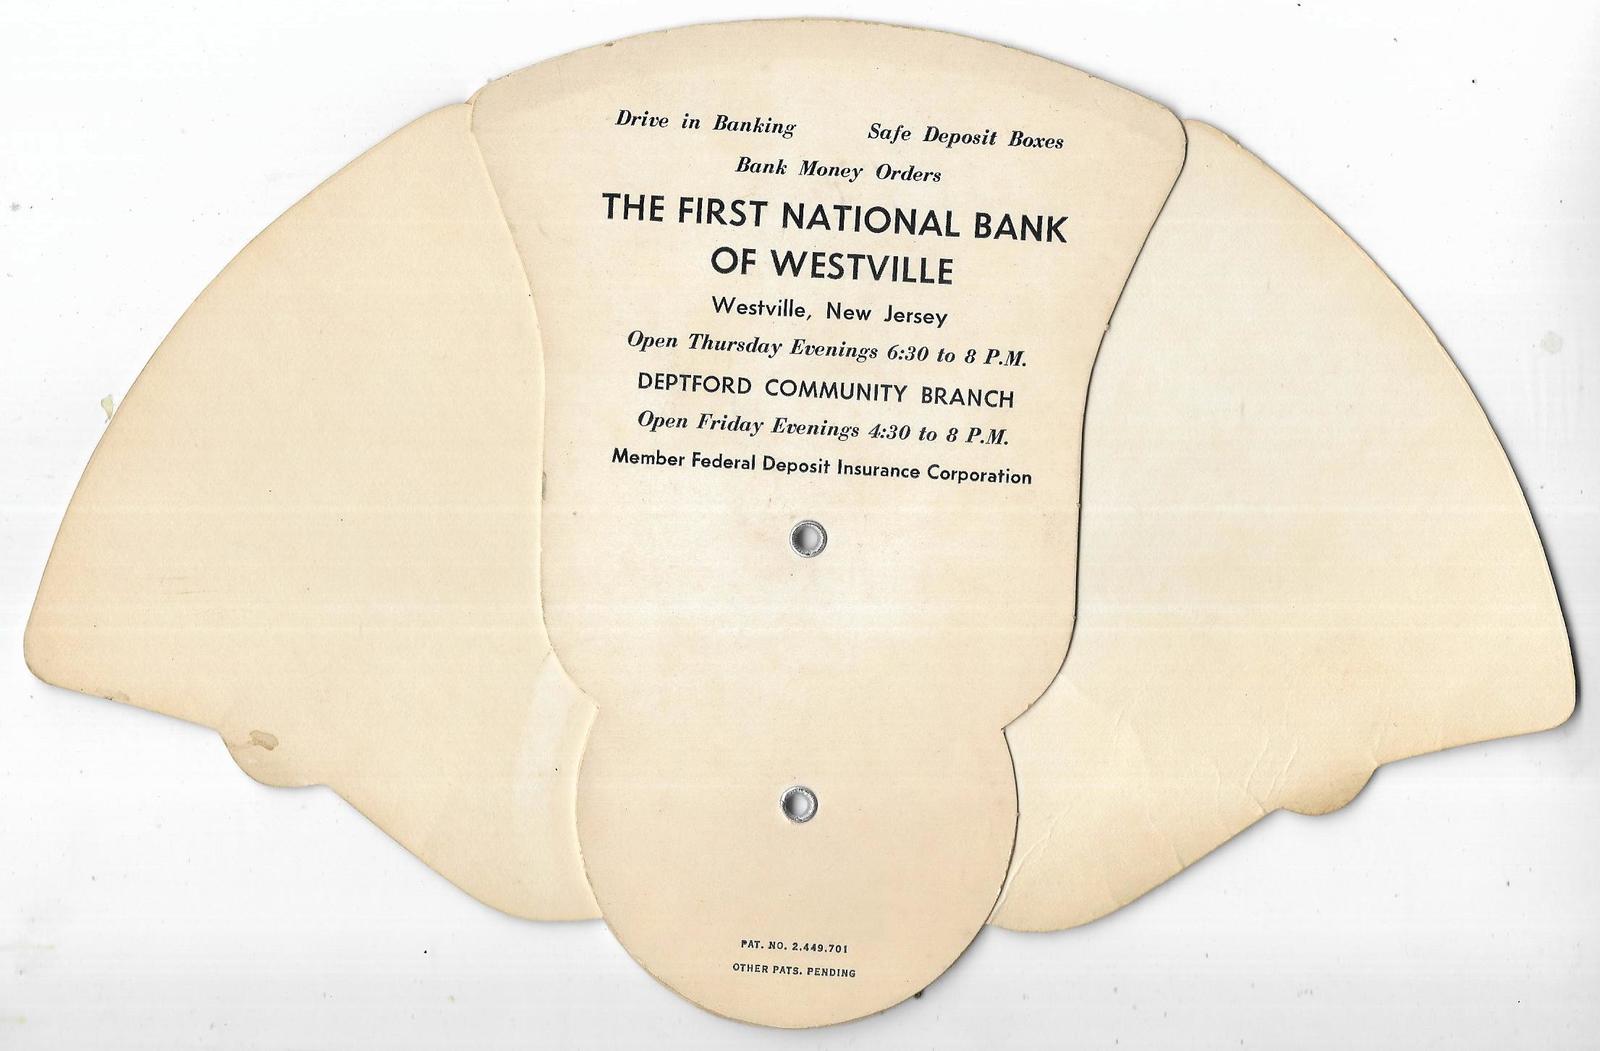 Drive in Banking Safe Deposit Boxes
Bank Money Orders
THE FIRST NATIONAL BANK
OF WESTVILLE
Westville, New Jersey
Open Thursday Evenings 6:30 to 8 P.M.
DEPTFORD COMMUNITY BRANCH
Open Friday Evenings 4:30 to 8 P.M.
Member Federal Deposit Insurance Corporation
PAT. NO. 2,449,701
OTHER PATS. PENDING